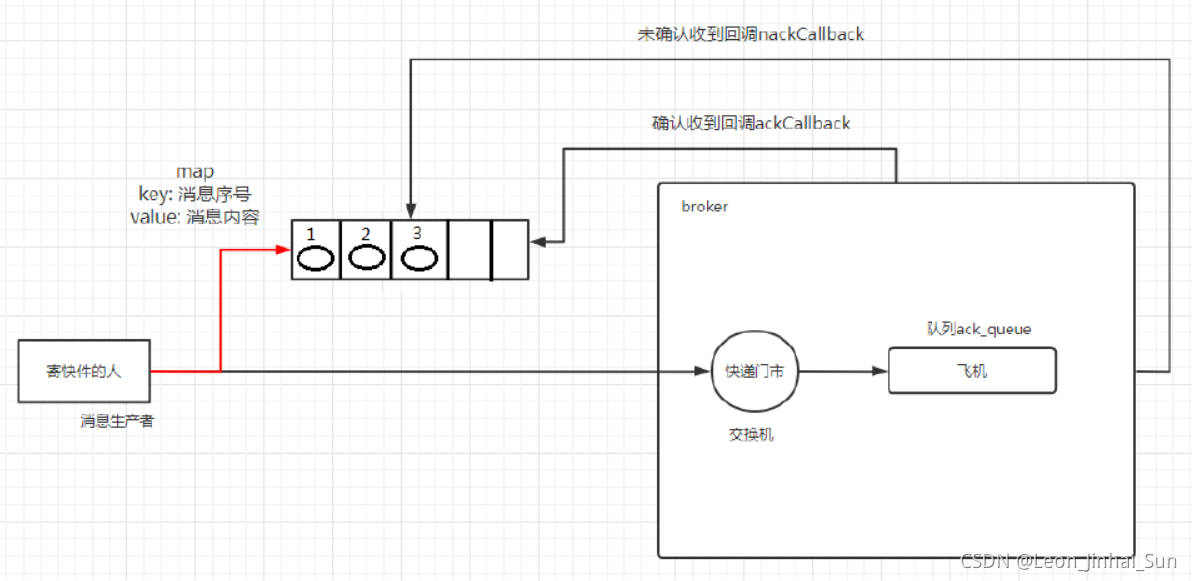 未确认收到回调nackCallback
确认收到回调ackCallback
map
key: 消息序号
value: 消息内容
broker
1 2 3
队列ack_queue
寄快件的人
快递门市
飞机
消息生产者
交换机
CSDN @Leon_Jinhai_Sun